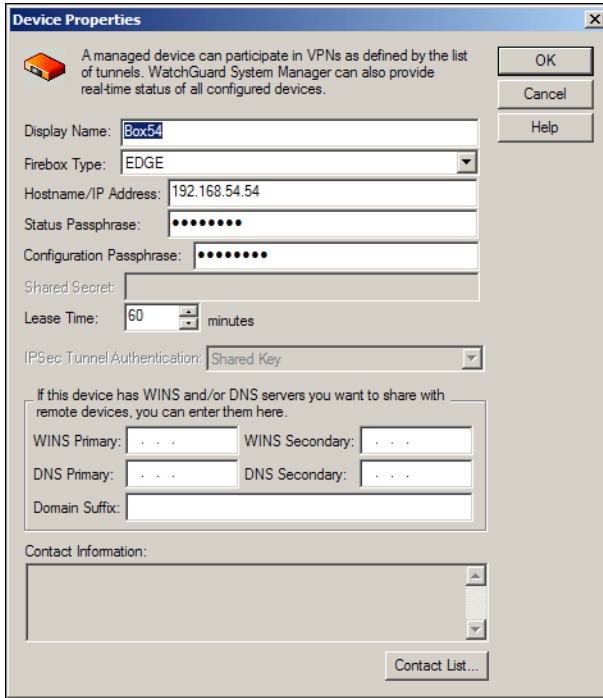 Device Properties
A managed device can participate in VPNs as defined by the list
of tunnels. WatchGuard System Manager can also provide
real-time status of all configured devices.
OK
Cancel
Help
Display Name: Box54
Firebox Type: EDGE
Hostname/IP Address: 192.168.54.54
Status Passphrase: ●●●●●●●●
Configuration Passphrase: ●●●●●●●●
Shared Secret:
Lease Time: 60 minutes
IPSec Tunnel Authentication: Shared Key
If this device has WINS and/or DNS servers you want to share with
remote devices, you can enter them here.
WINS Primary: . . . WINS Secondary: . . .
DNS Primary: . . . DNS Secondary: . . .
Domain Suffix:
Contact Information:
Contact List...